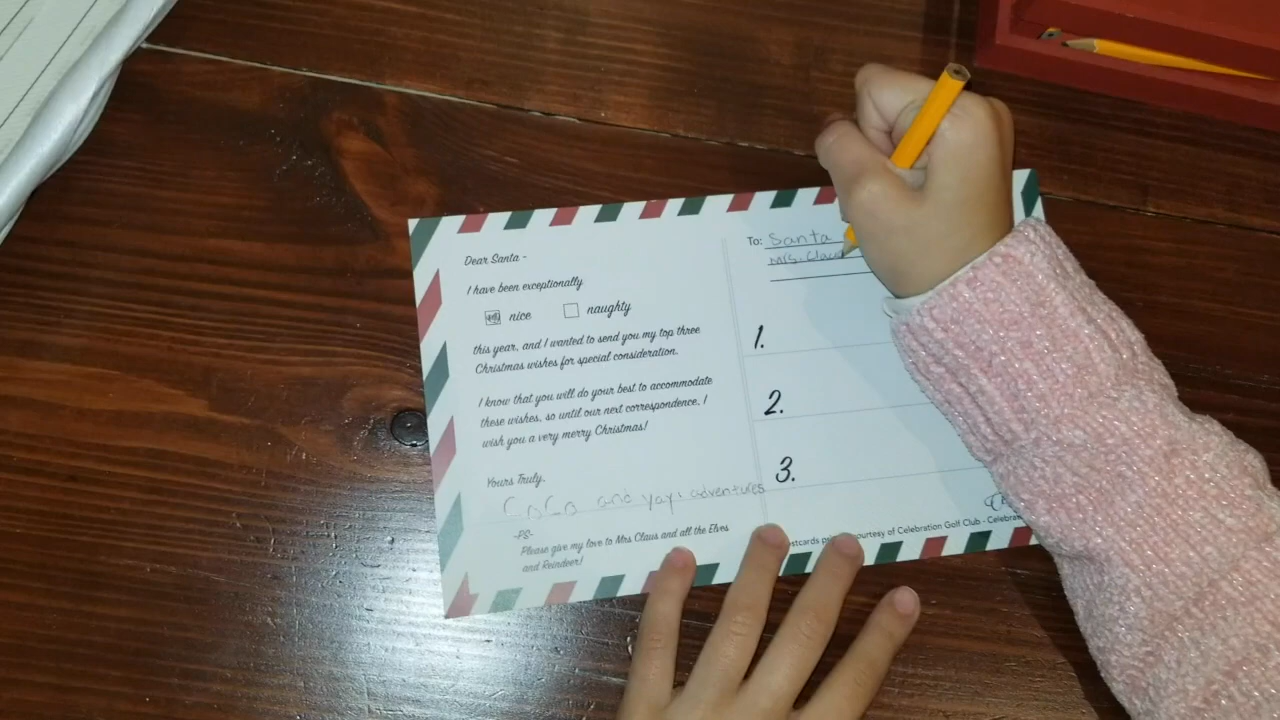 Dear Santa -
I have been exceptionally
nice naughty
this year, and I wanted to send you my top three
Christmas wishes for special consideration.
I know that you will do your best to accommodate
these wishes, so until our next correspondence, I
wish you a very merry Christmas!
Yours Truly,
and yayi adventures
-PS-
Please give my love to Mrs Claus and all the Elves
and Reindeer!
To: Santa
Mrs. Clau
1.
2.
3.
courtesy of Celebration Golf Club - Celebra